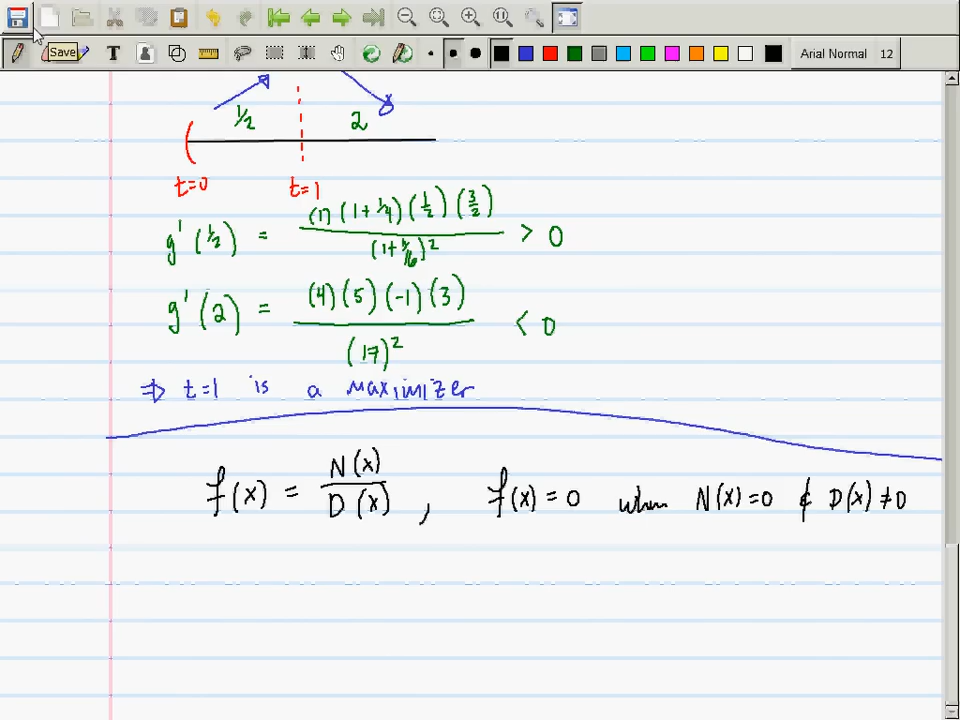 Arial Normal 12
Save
1/2 2
t=0 t=1
g'(1/2) = (1)(1+1/4)(1/2)(3/2) / (1+1/16)^2 > 0
g'(2) = (4)(5)(-1)(3) / (17)^2 < 0
⇒ t=1 is a maximizer
f(x) = N(x) / D(x) , f(x) = 0 when N(x)=0 & D(x)≠0